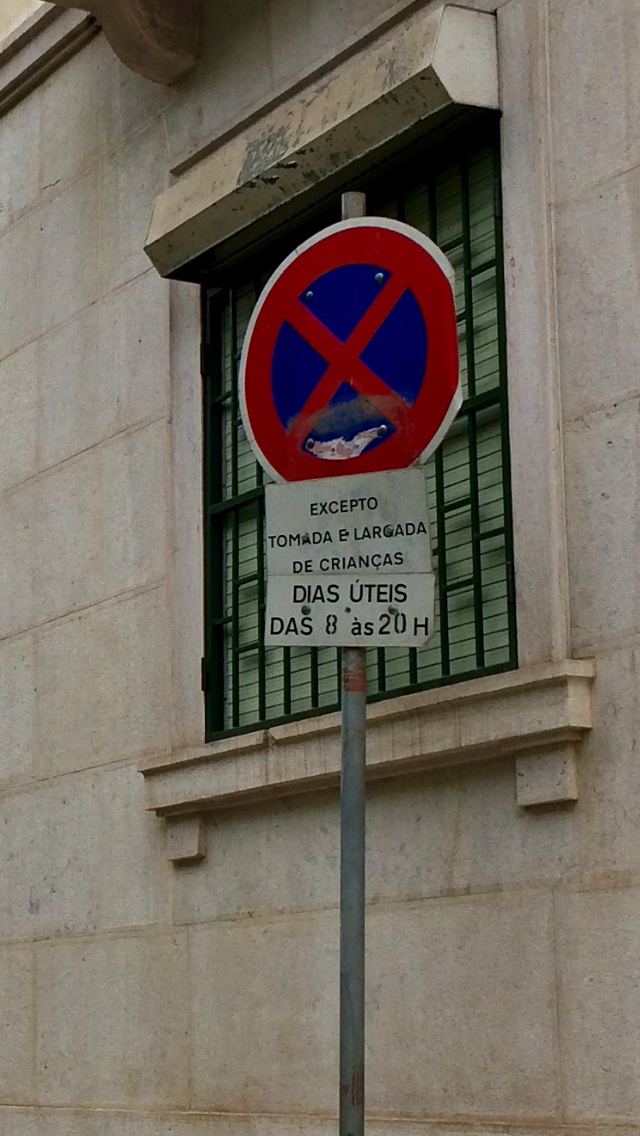 EXCEPTO
TOMADA E LARGADA
DE CRIANÇAS
DIAS ÚTEIS
DAS 8 às 20 H